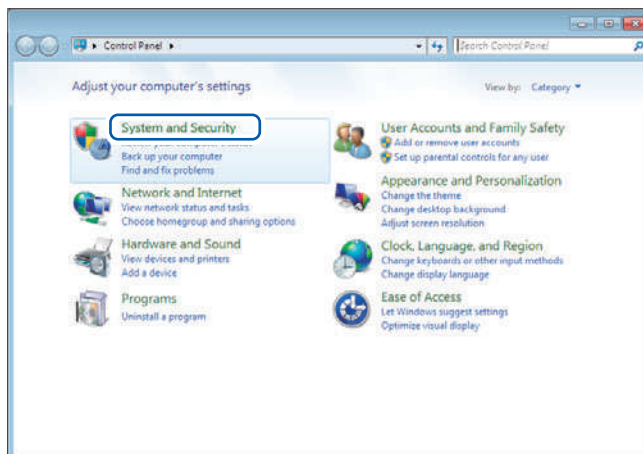 Control Panel
Search Control Panel
Adjust your computer's settings
View by: Category
System and Security
Back up your computer
Find and fix problems
Network and Internet
View network status and tasks
Choose homegroup and sharing options
Hardware and Sound
View devices and printers
Add a device
Programs
Uninstall a program
User Accounts and Family Safety
Add or remove user accounts
Set up parental controls for any user
Appearance and Personalization
Change the theme
Change desktop background
Adjust screen resolution
Clock, Language, and Region
Change keyboards or other input methods
Change display language
Ease of Access
Let Windows suggest settings
Optimize visual display